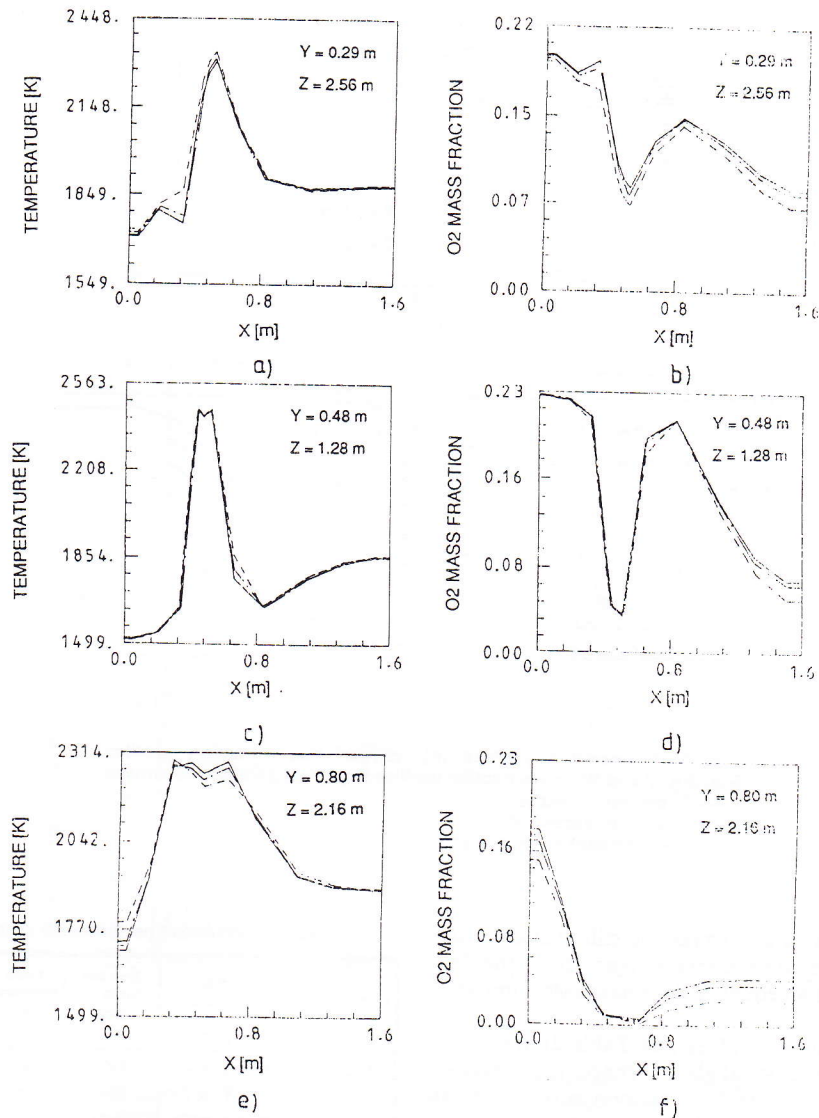 2448.
2148.
1849.
1549.
0.0 0.8 1.6
TEMPERATURE [K]
X [m]
Y = 0.29 m
Z = 2.56 m
a)
0.22
0.15
0.07
0.00
0.0 0.8 1.6
O2 MASS FRACTION
X [m]
= 0.29 m
Z = 2.56 m
b)
2563.
2208.
1854.
1499.
0.0 0.8 1.6
TEMPERATURE [K]
X [m]
Y = 0.48 m
Z = 1.28 m
c)
0.23
0.16
0.08
0.00
0.0 0.8 1.6
O2 MASS FRACTION
X [m]
Y = 0.48 m
Z = 1.28 m
d)
2314.
2042.
1770.
1499.
0.0 0.8 1.6
TEMPERATURE [K]
X [m]
Y = 0.80 m
Z = 2.16 m
e)
0.23
0.16
0.08
0.00
0.0 0.8 1.6
O2 MASS FRACTION
X [m]
Y = 0.80 m
Z = 2.16 m
f)